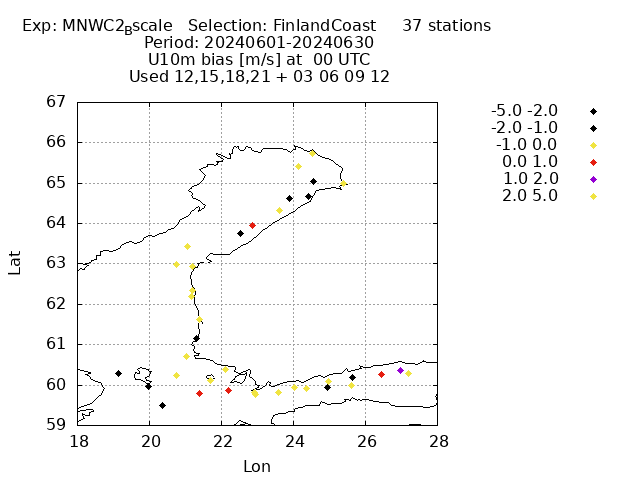 Exp: MNWC2Bscale Selection: FinlandCoast 37 stations
Period: 20240601-20240630
U10m bias [m/s] at 00 UTC
Used 12,15,18,21 + 03 06 09 12
-5.0 -2.0
-2.0 -1.0
-1.0 0.0
0.0 1.0
1.0 2.0
2.0 5.0
67
66
65
64
63
62
61
60
59
Lat
18 20 22 24 26 28
Lon